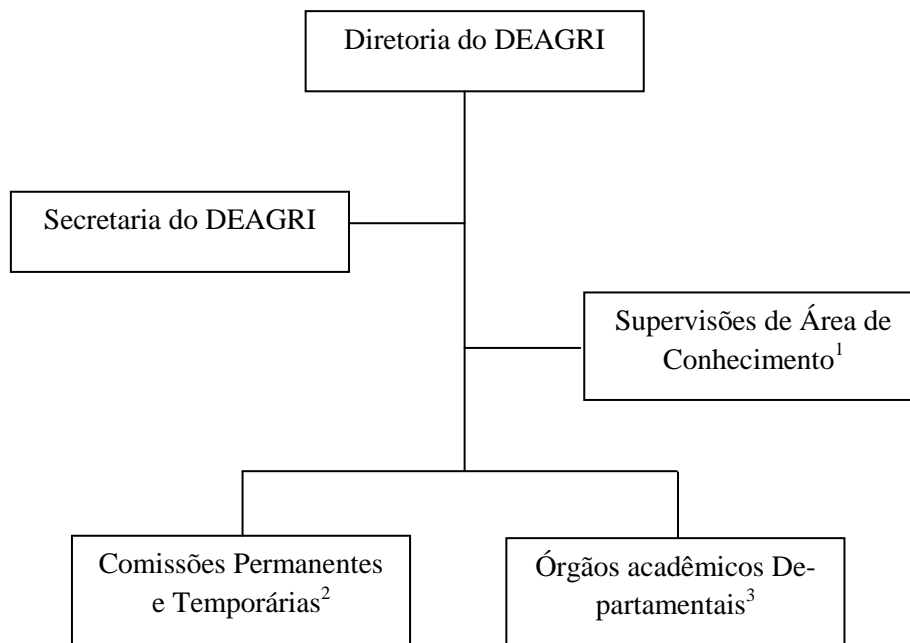 Diretoria do DEAGRI
Secretaria do DEAGRI
Supervisões de Área de
Conhecimento¹
Comissões Permanentes
e Temporárias²
Órgãos acadêmicos De-
partamentais³